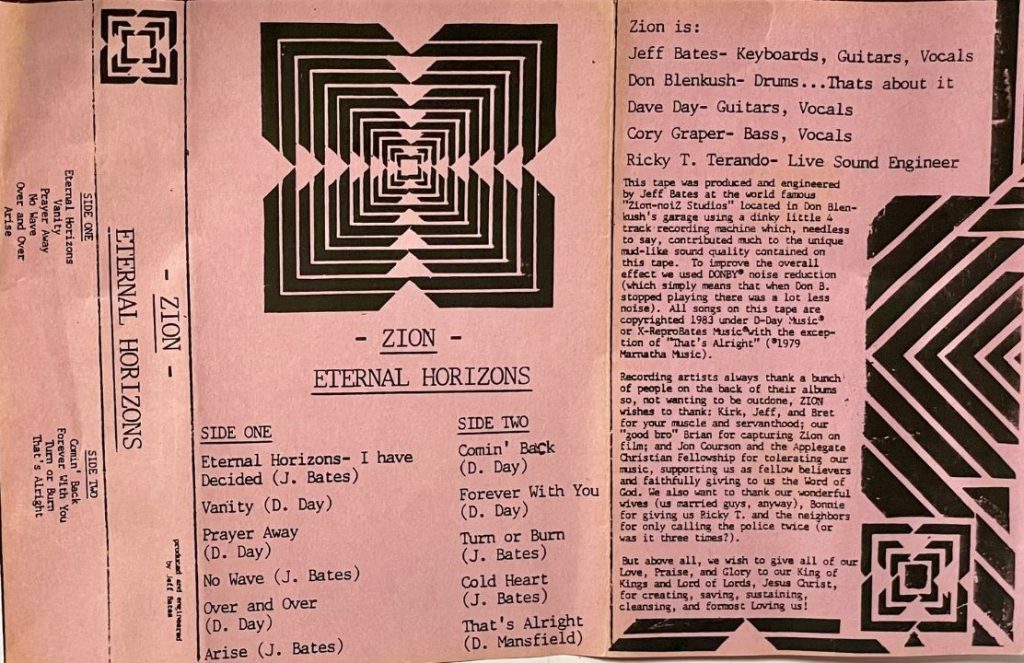 SIDE ONE
Eternal Horizons
Vanity
Prayer Away
No Wave
Over and Over
Arise
SIDE TWO
Comin' Back
Forever With You
Turn or Burn
That's Alright
- ZION -
ETERNAL HORIZONS
produced and engineered
by Jeff Bates
- ZION -
ETERNAL HORIZONS
SIDE ONE
Eternal Horizons- I have
Decided (J. Bates)
Vanity (D. Day)
Prayer Away
(D. Day)
No Wave (J. Bates)
Over and Over
(D. Day)
Arise (J. Bates)
SIDE TWO
Comin' Back
(D. Day)
Forever With You
(D. Day)
Turn or Burn
(J. Bates)
Cold Heart
(J. Bates)
That's Alright
(D. Mansfield)
Zion is:
Jeff Bates- Keyboards, Guitars, Vocals
Don Blenkush- Drums...Thats about it
Dave Day- Guitars, Vocals
Cory Graper- Bass, Vocals
Ricky T. Terando- Live Sound Engineer
This tape was produced and engineered
by Jeff Bates at the world famous
"Zion-noiZ Studios" located in Don Blen-
kush's garage using a dinky little 4
track recording machine which, needless
to say, contributed much to the unique
mud-like sound quality contained on
this tape. To improve the overall
effect we used DONBY® noise reduction
(which simply means that when Don B.
stopped playing there was a lot less
noise). All songs on this tape are
copyrighted 1983 under D-Day Music®
or X-ReproBates Music® with the excep-
tion of "That's Alright" (©1979
Marnatha Music).
Recording artists always thank a bunch
of people on the back of their albums
so, not wanting to be outdone, ZION
wishes to thank: Kirk, Jeff, and Bret
for your muscle and servanthood; our
"good bro" Brian for capturing Zion on
film; and Jon Courson and the Applegate
Christian Fellowship for tolerating our
music, supporting us as fellow believers
and faithfully giving to us the Word of
God. We also want to thank our wonderful
wives (us married guys, anyway), Bonnie
for giving us Ricky T. and the neighbors
for only calling the police twice (or
was it three times?).
But above all, we wish to give all of our
Love, Praise, and Glory to our King of
Kings and Lord of Lords, Jesus Christ,
for creating, saving, sustaining,
cleansing, and formost Loving us!